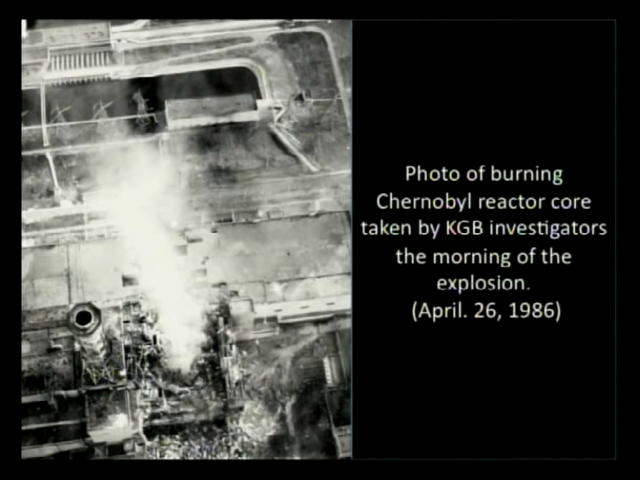 Photo of burning
Chernobyl reactor core
taken by KGB investigators
the morning of the
explosion.
(April. 26, 1986)